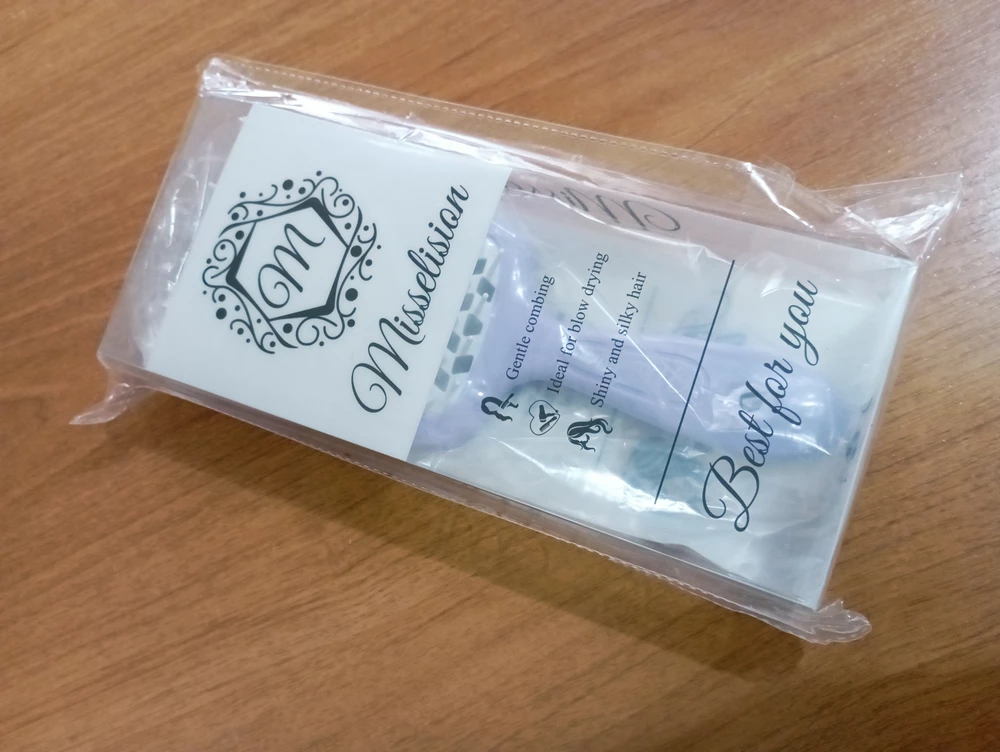 M
Misselision
Gentle combing
Ideal for blow drying
Shiny and silky hair
Best for you